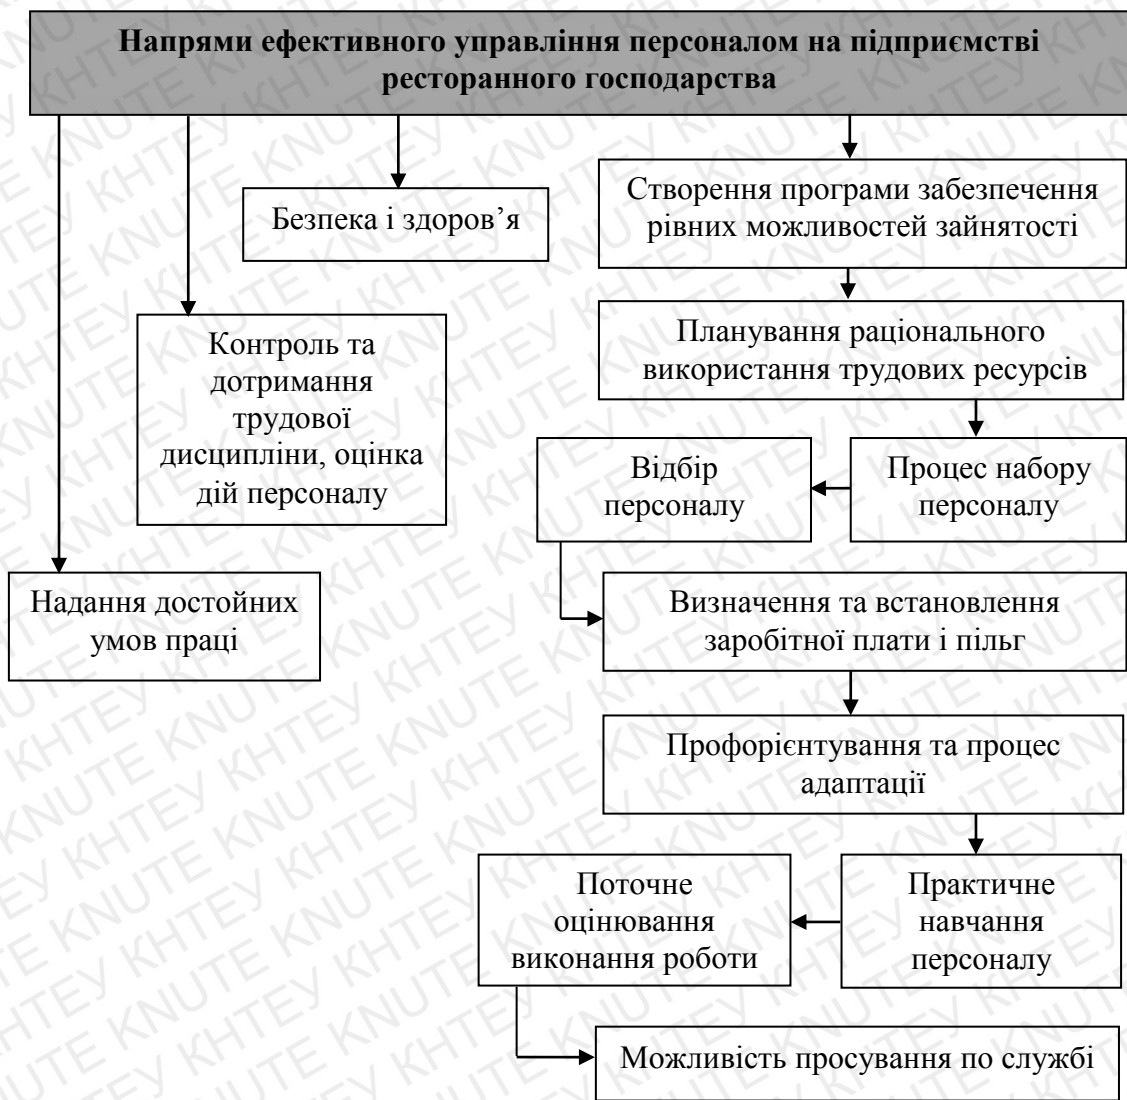 Напрями ефективного управління персоналом на підприємстві
ресторанного господарства
Безпека і здоров’я
Створення програми забезпечення
рівних можливостей зайнятості
Контроль та
дотримання
трудової
дисципліни, оцінка
дій персоналу
Планування раціонального
використання трудових ресурсів
Відбір
персоналу
Процес набору
персоналу
Надання достойних
умов праці
Визначення та встановлення
заробітної плати і пільг
Профорієнтування та процес
адаптації
Поточне
оцінювання
виконання роботи
Практичне
навчання
персоналу
Можливість просування по службі
KNUTE КНТЕУ